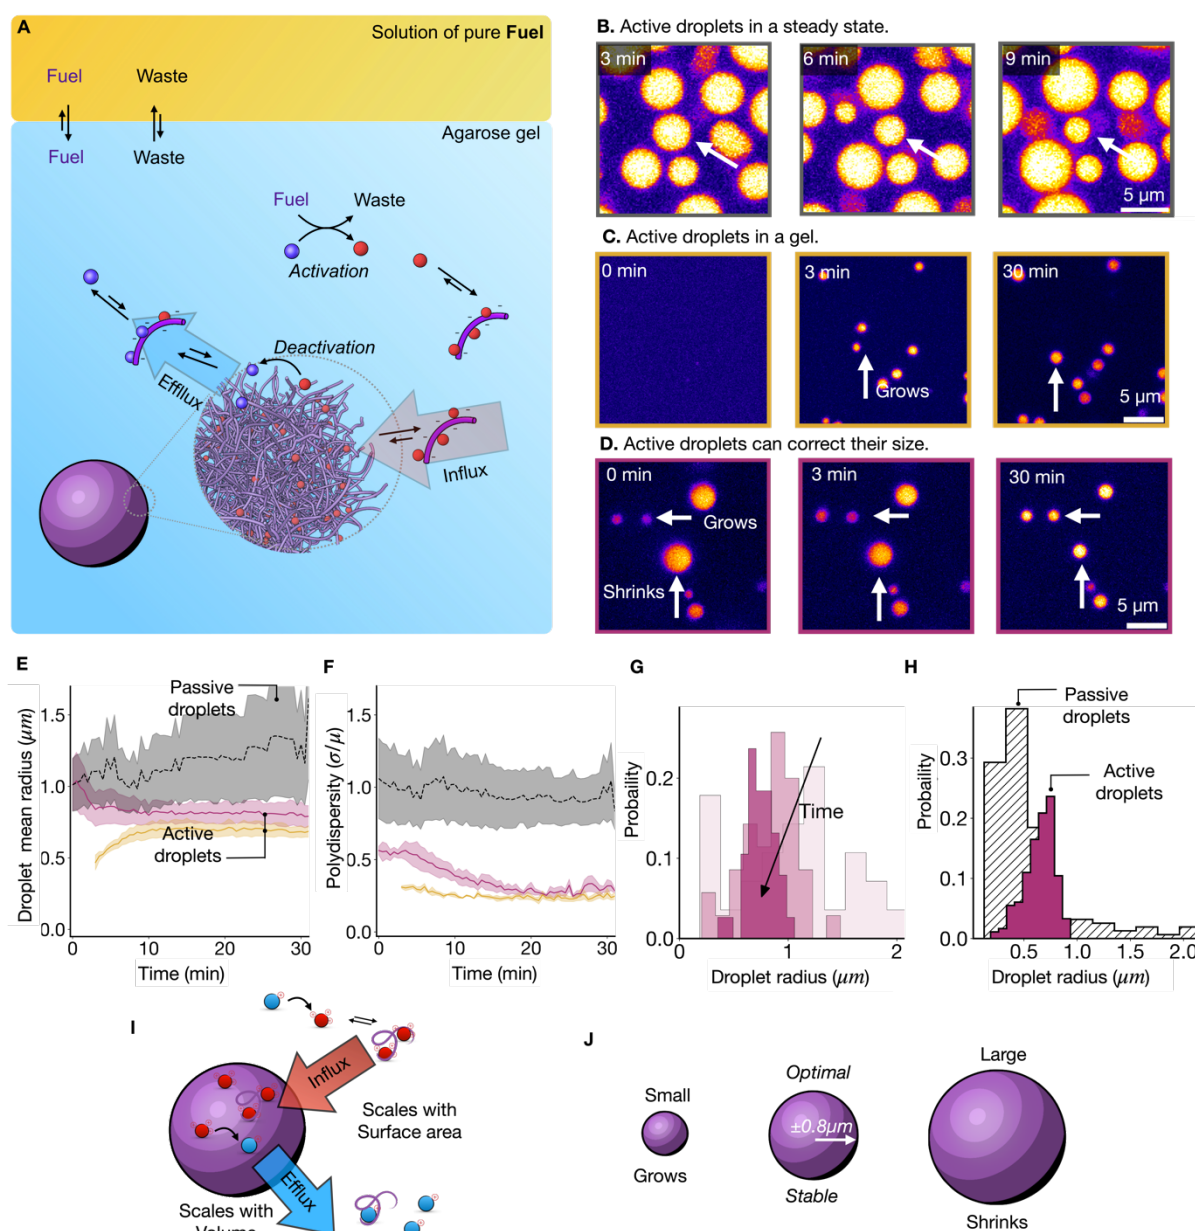 A
Solution of pure Fuel
Fuel
Waste
Fuel
Waste
Agarose gel
Fuel
Waste
Activation
Deactivation
Effllux
Influx
B. Active droplets in a steady state.
3 min
6 min
9 min
5 µm
C. Active droplets in a gel.
0 min
3 min
30 min
Grows
5 µm
D. Active droplets can correct their size.
0 min
3 min
30 min
Grows
Shrinks
5 µm
E
Droplet mean radius (µm)
1.5
1.0
0.5
0.0
0
10
20
30
Time (min)
Passive
droplets
Active
droplets
F
Polydispersity (σ/µ)
1.5
1.0
0.5
0.0
0
10
20
30
Time (min)
G
Probability
0.2
0.1
0.0
0
1
2
Droplet radius (µm)
Time
H
Probaility
0.3
0.2
0.1
0.0
0.5
1.0
1.5
2.0
Droplet radius (µm)
Passive
droplets
Active
droplets
I
Influx
Scales with
Surface area
Efflux
Scales with
Volume
J
Small
Grows
Optimal
±0.8µm
Stable
Large
Shrinks